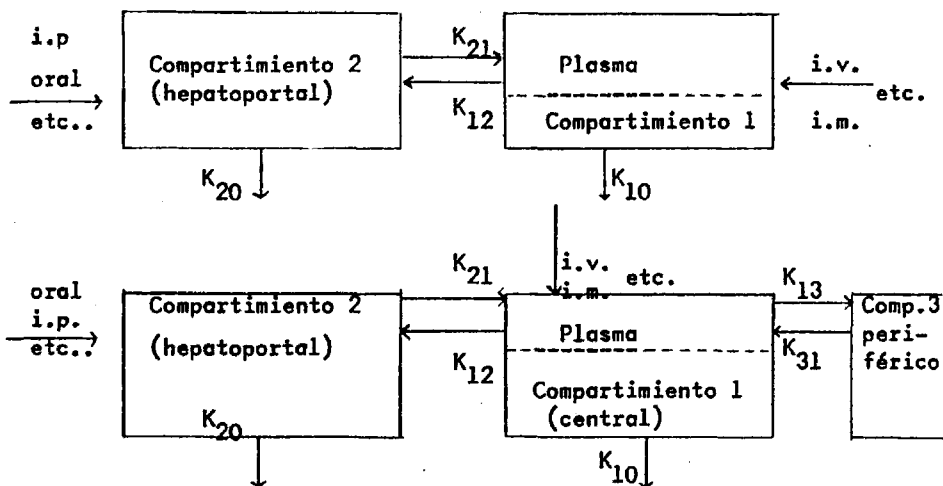 i.p
oral
etc..
Compartimiento 2
(hepatoportal)
K21
K12
Plasma
Compartimiento 1
i.v.
etc.
i.m.
K20
K10
oral
i.p.
etc..
Compartimiento 2
(hepatoportal)
K20
K21
K12
i.v.
i.m.
etc.
Plasma
Compartimiento 1
(central)
K10
K13
K31
Comp.3
peri-
férico